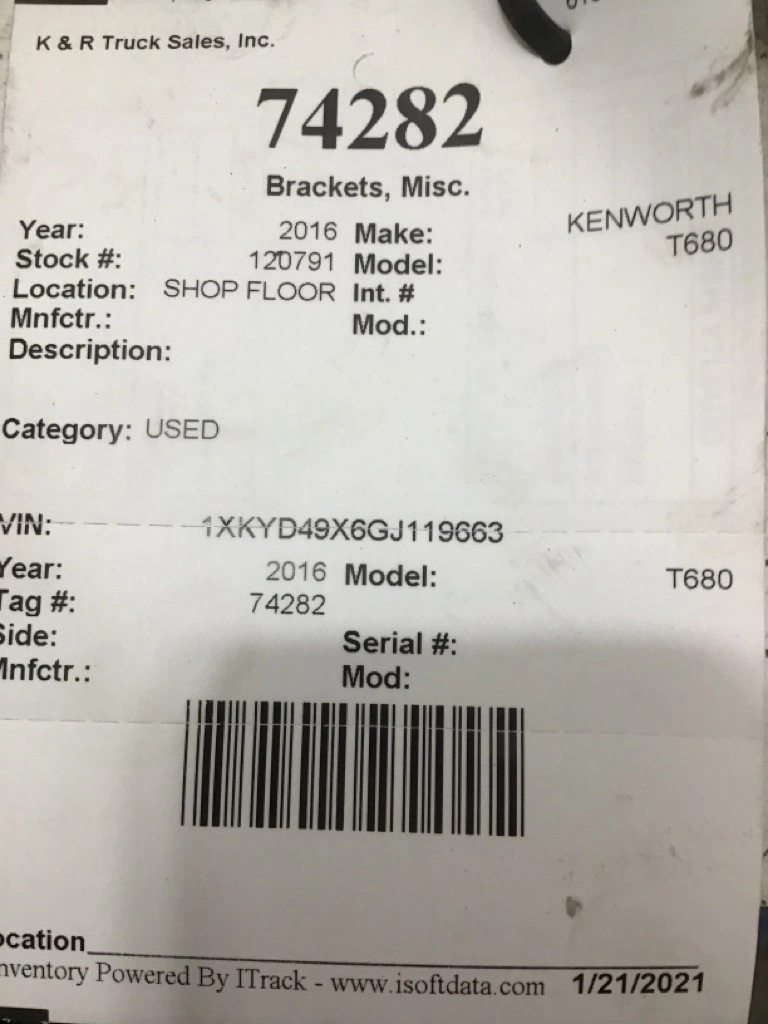 K & R Truck Sales, Inc.
74282
Brackets, Misc.
Year: 2016 Make: KENWORTH
Stock #: 120791 Model: T680
Location: SHOP FLOOR Int. #
Mnfctr.: Mod.:
Description:
Category: USED
VIN: 1XKYD49X6GJ119663
Year: 2016 Model: T680
Tag #: 74282
Side: Serial #:
Mnfctr.: Mod:
ocation
nventory Powered By ITrack - www.isoftdata.com 1/21/2021